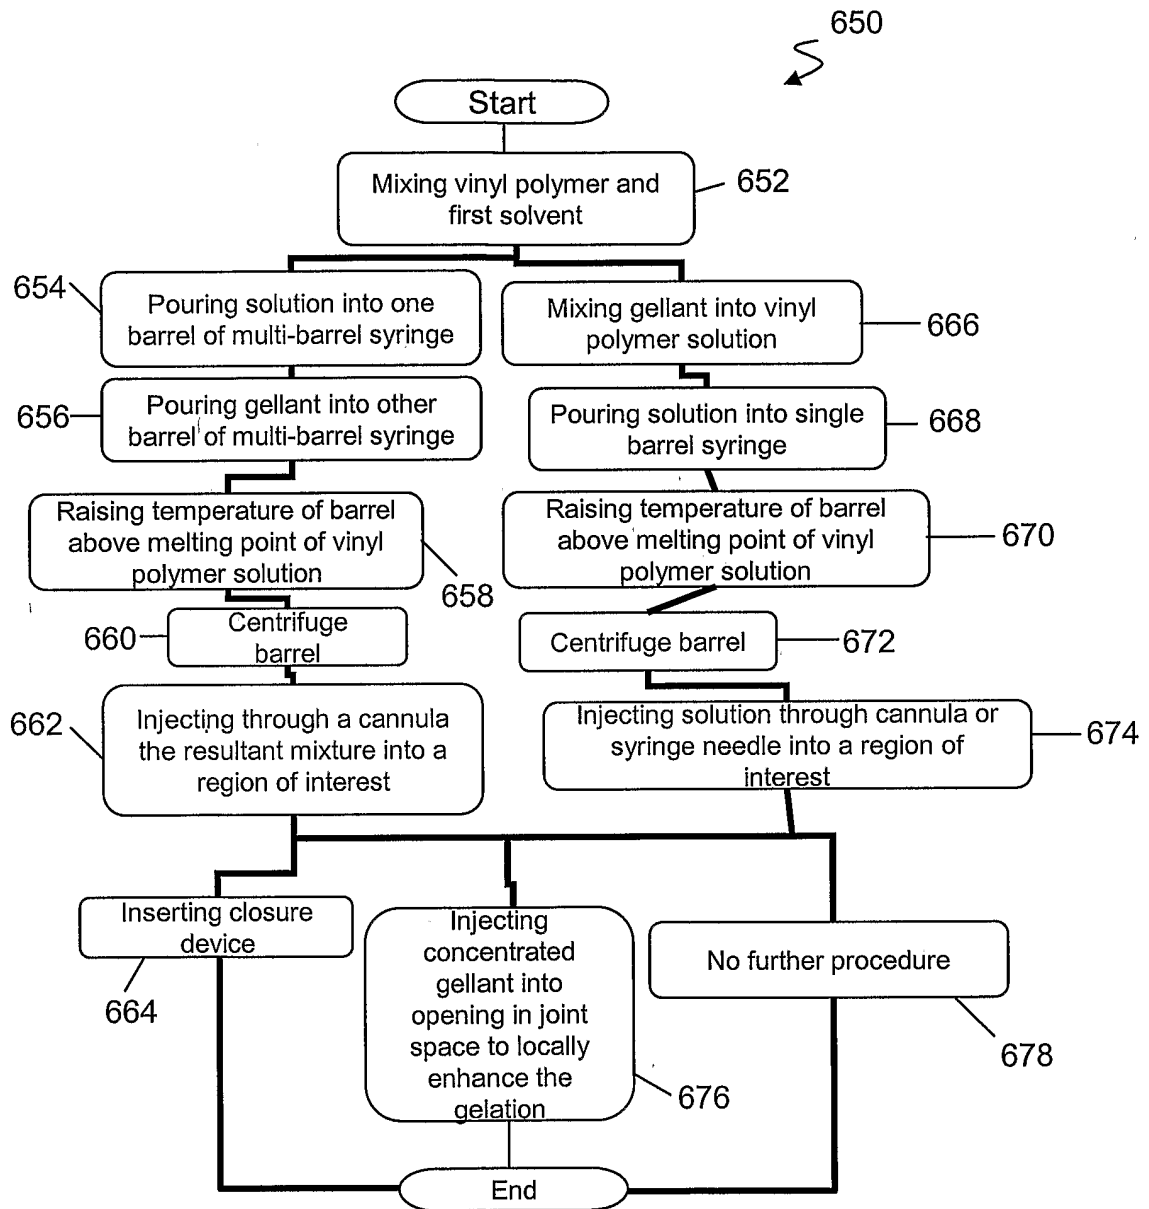 650
Start
Mixing vinyl polymer and
first solvent
652
654
Pouring solution into one
barrel of multi-barrel syringe
Mixing gellant into vinyl
polymer solution
666
656
Pouring gellant into other
barrel of multi-barrel syringe
Pouring solution into single
barrel syringe
668
Raising temperature of barrel
above melting point of vinyl
polymer solution
658
Raising temperature of barrel
above melting point of vinyl
polymer solution
670
660
Centrifuge
barrel
Centrifuge barrel
672
662
Injecting through a cannula
the resultant mixture into a
region of interest
Injecting solution through cannula or
syringe needle into a region of
interest
674
Inserting closure
device
664
Injecting
concentrated
gellant into
opening in joint
space to locally
enhance the
gelation
676
No further procedure
678
End